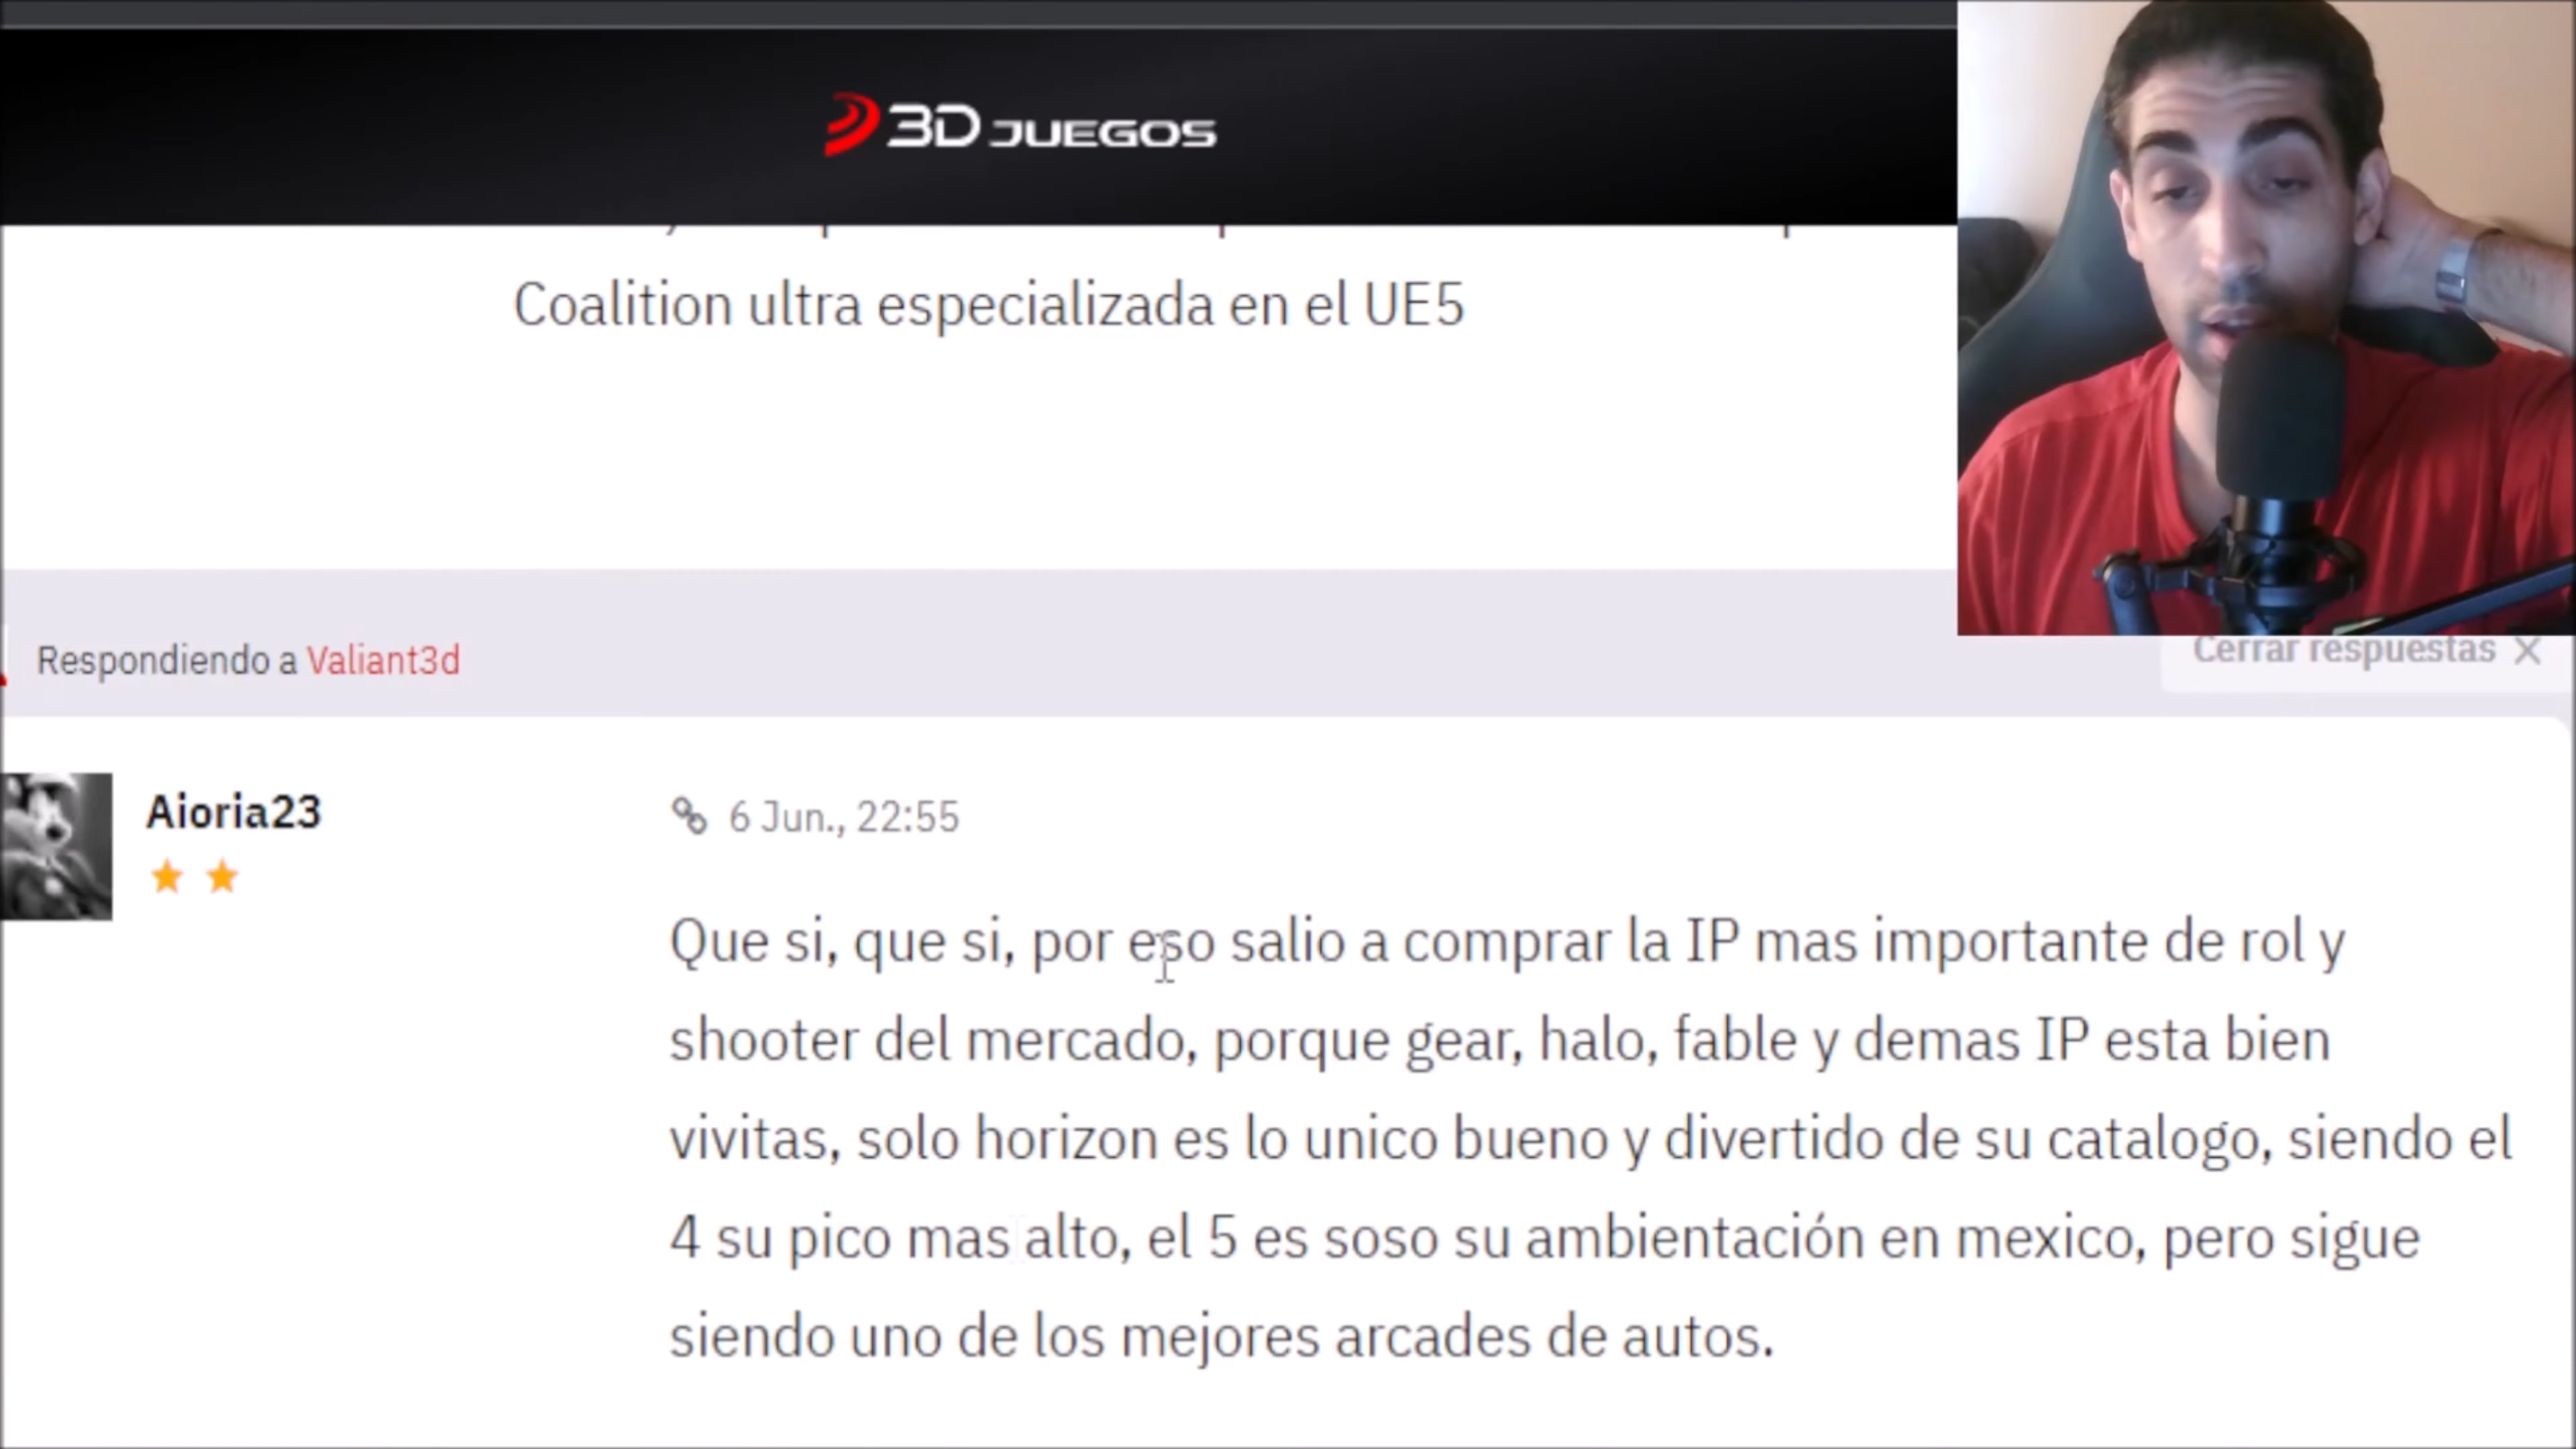 3D JUEGOS
Coalition ultra especializada en el UE5
Respondiendo a Valiant3d
Cerrar respuestas
Aioria23
6 Jun., 22:55
Que si, que si, por eso salio a comprar la IP mas importante de rol y
shooter del mercado, porque gear, halo, fable y demas IP esta bien
vivitas, solo horizon es lo unico bueno y divertido de su catalogo, siendo el
4 su pico mas alto, el 5 es soso su ambientación en mexico, pero sigue
siendo uno de los mejores arcades de autos.